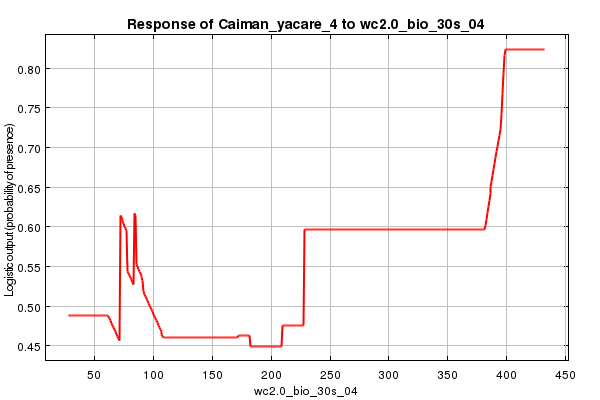 Response of Caiman_yacare_4 to wc2.0_bio_30s_04
Logistic output (probability of presence)
0.80
0.75
0.70
0.65
0.60
0.55
0.50
0.45
50 100 150 200 250 300 350 400 450
wc2.0_bio_30s_04